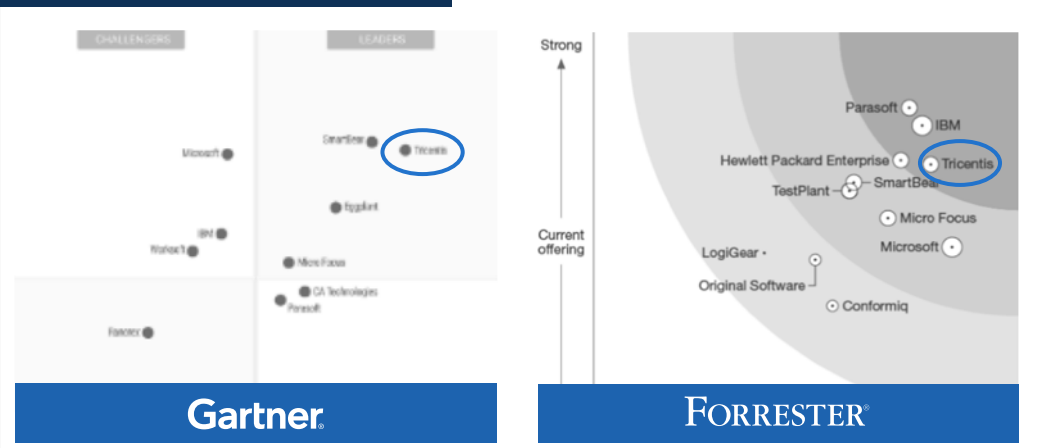 CHALLENGERS
LEADERS
SmartBear
Tricentis
Microsoft
Eggplant
IBM
Worksoft
Micro Focus
CA Technologies
Parasoft
Ranorex
Gartner®
Strong
Current
offering
Parasoft
IBM
Hewlett Packard Enterprise
Tricentis
SmartBear
TestPlant
Micro Focus
Microsoft
LogiGear
Original Software
Conformiq
FORRESTER®